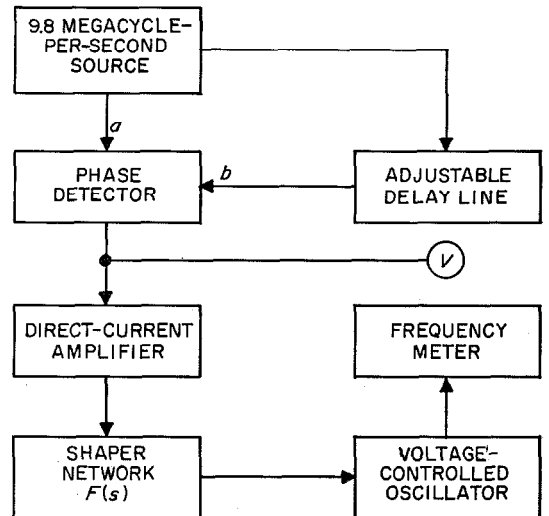 9.8 MEGACYCLE-
PER-SECOND
SOURCE
a
PHASE
DETECTOR
b
ADJUSTABLE
DELAY LINE
V
DIRECT-CURRENT
AMPLIFIER
FREQUENCY
METER
SHAPER
NETWORK
F(s)
VOLTAGE-
CONTROLLED
OSCILLATOR